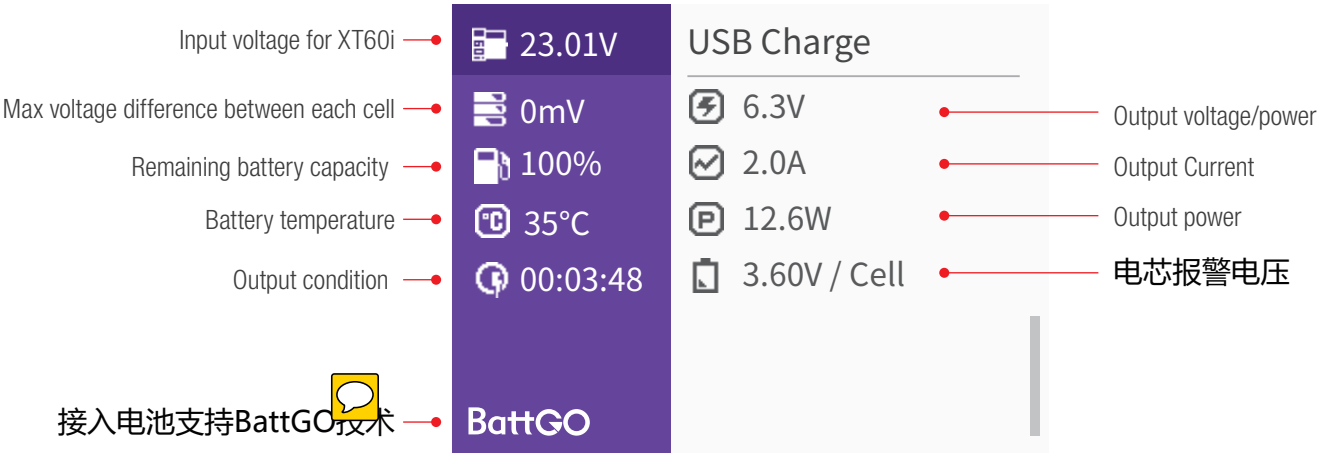 Input voltage for XT60i
23.01V
USB Charge
Max voltage difference between each cell
0mV
6.3V
Output voltage/power
Remaining battery capacity
100%
2.0A
Output Current
Battery temperature
°C
35°C
P
12.6W
Output power
Output condition
00:03:48
3.60V / Cell
电芯报警电压
接入电池支持BattGO技术
BattGO